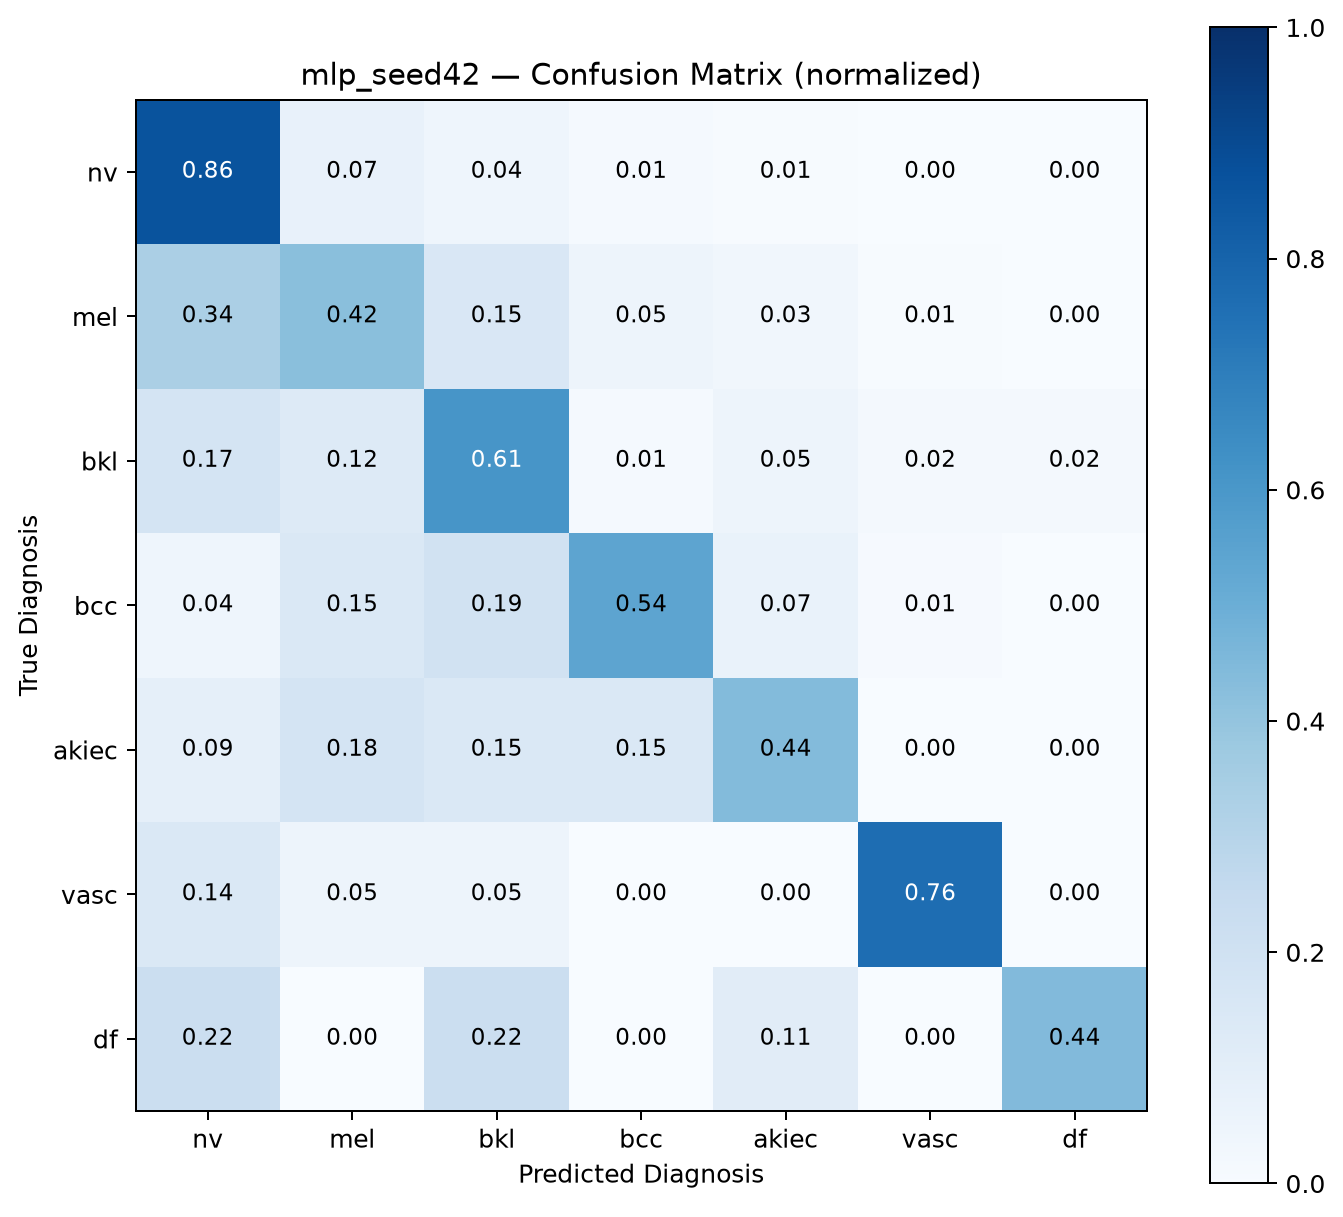 mlp_seed42 — Confusion Matrix (normalized)
1.0
0.8
0.6
0.4
0.2
0.0
True Diagnosis
nv 0.86 0.07 0.04 0.01 0.01 0.00 0.00
mel 0.34 0.42 0.15 0.05 0.03 0.01 0.00
bkl 0.17 0.12 0.61 0.01 0.05 0.02 0.02
bcc 0.04 0.15 0.19 0.54 0.07 0.01 0.00
akiec 0.09 0.18 0.15 0.15 0.44 0.00 0.00
vasc 0.14 0.05 0.05 0.00 0.00 0.76 0.00
df 0.22 0.00 0.22 0.00 0.11 0.00 0.44
nv mel bkl bcc akiec vasc df
Predicted Diagnosis